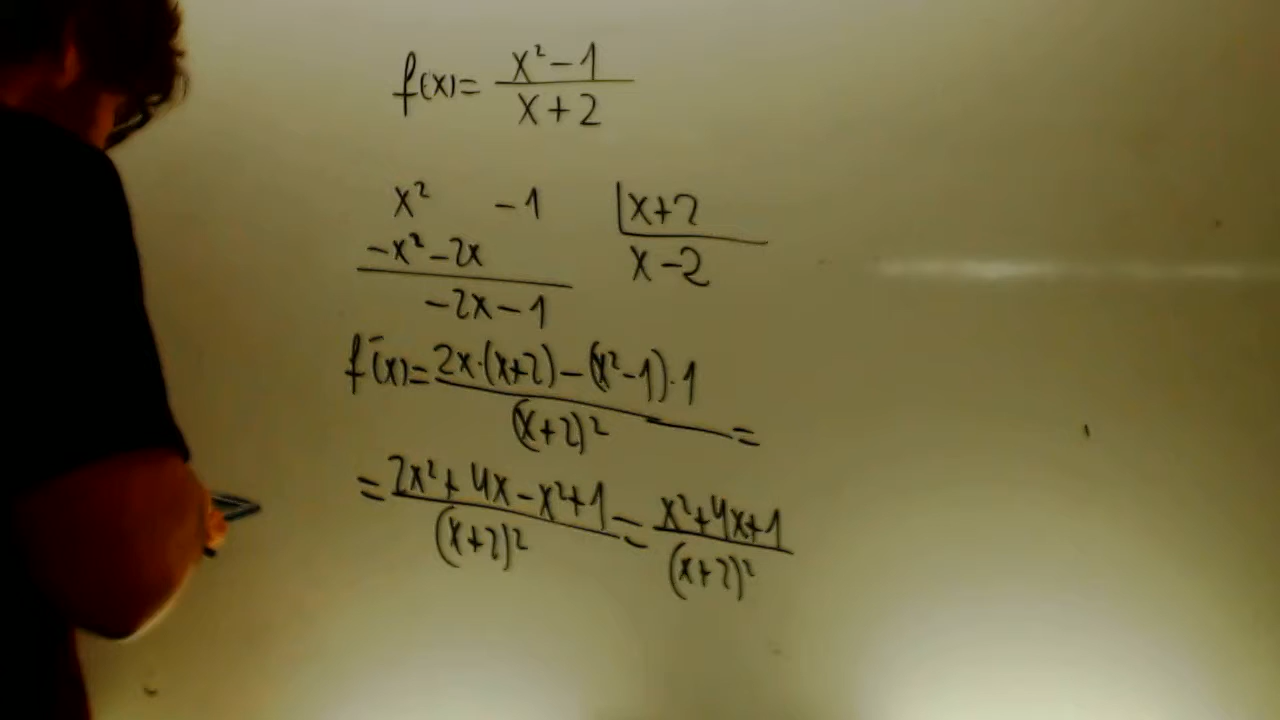 f(x) = (x² - 1) / (x + 2)
x² - 1 | x + 2
-x² - 2x | x - 2
-2x - 1
f'(x) = (2x·(x+2) - (x² - 1)·1) / (x+2)² =
= (2x² + 4x - x² + 1) / (x+2)² = (x² + 4x + 1) / (x+2)²